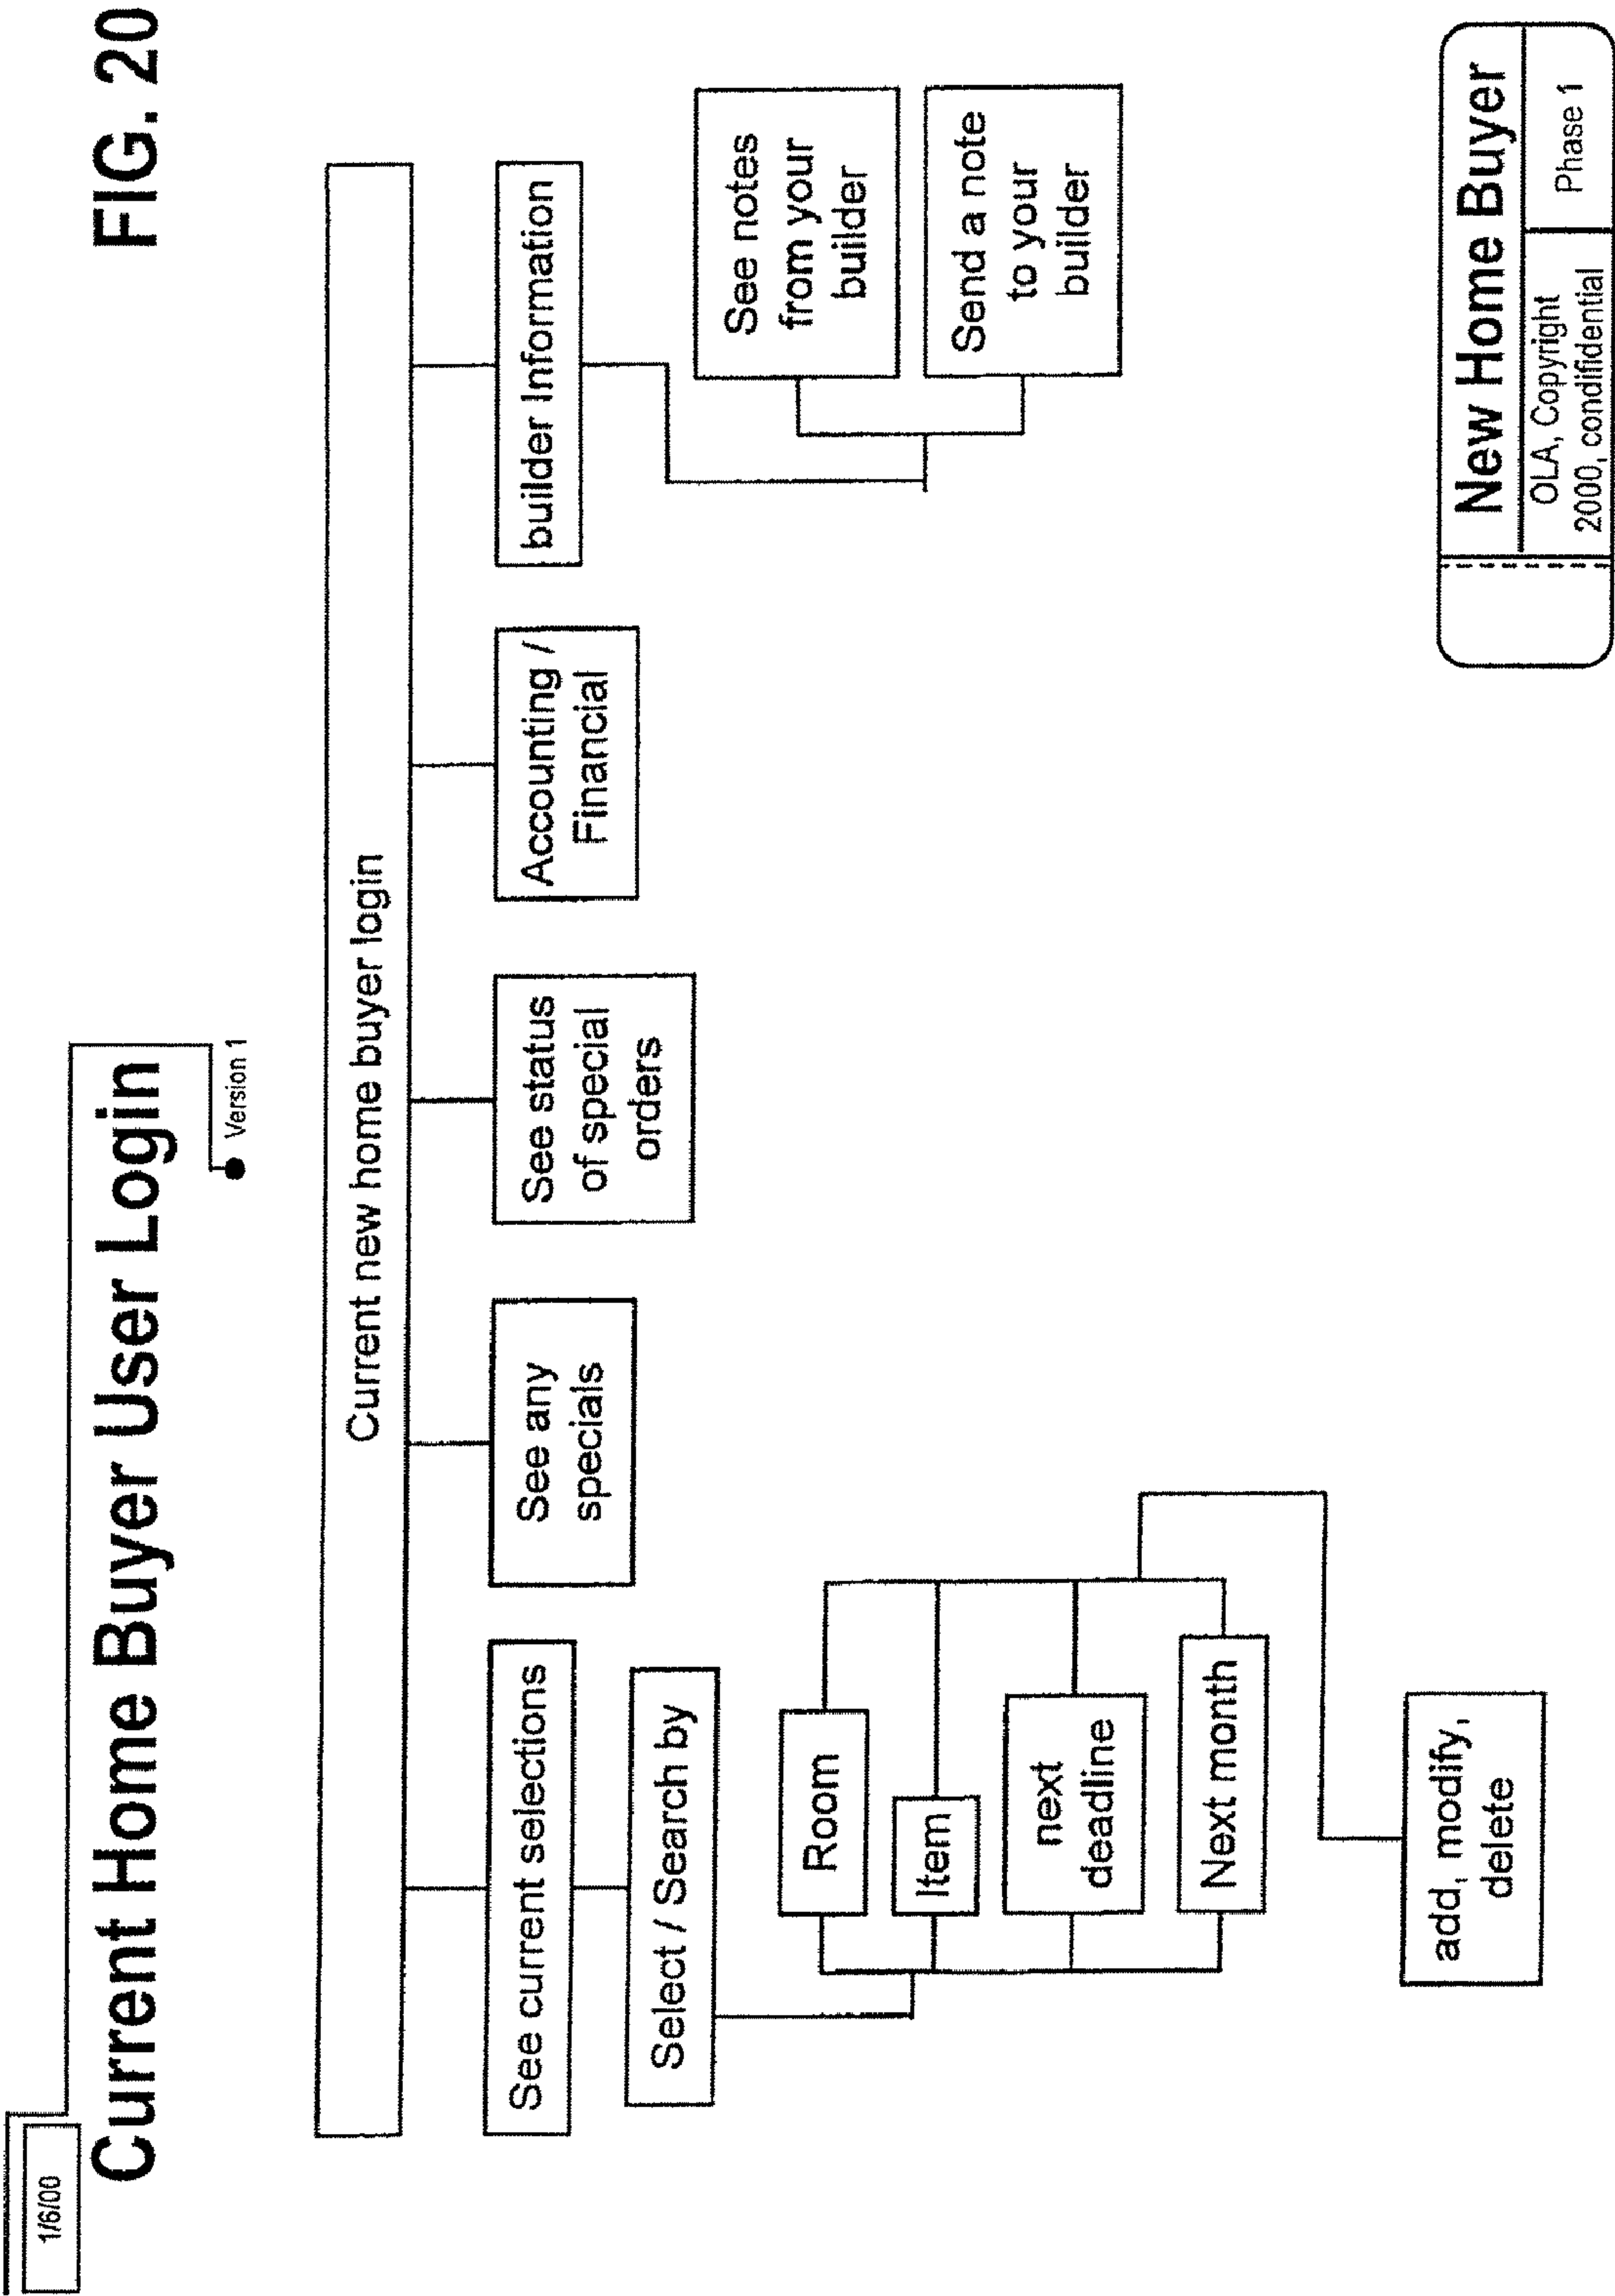 1/6/00
FIG. 20
Current Home Buyer User Login
Version 1
Current new home buyer login
See current selections
See any
specials
See status
of special
orders
Accounting /
Financial
builder Information
Select / Search by
Room
Item
next
deadline
Next month
add, modify,
delete
See notes
from your
builder
Send a note
to your
builder
New Home Buyer
OLA, Copyright
2000, condifidential
Phase 1